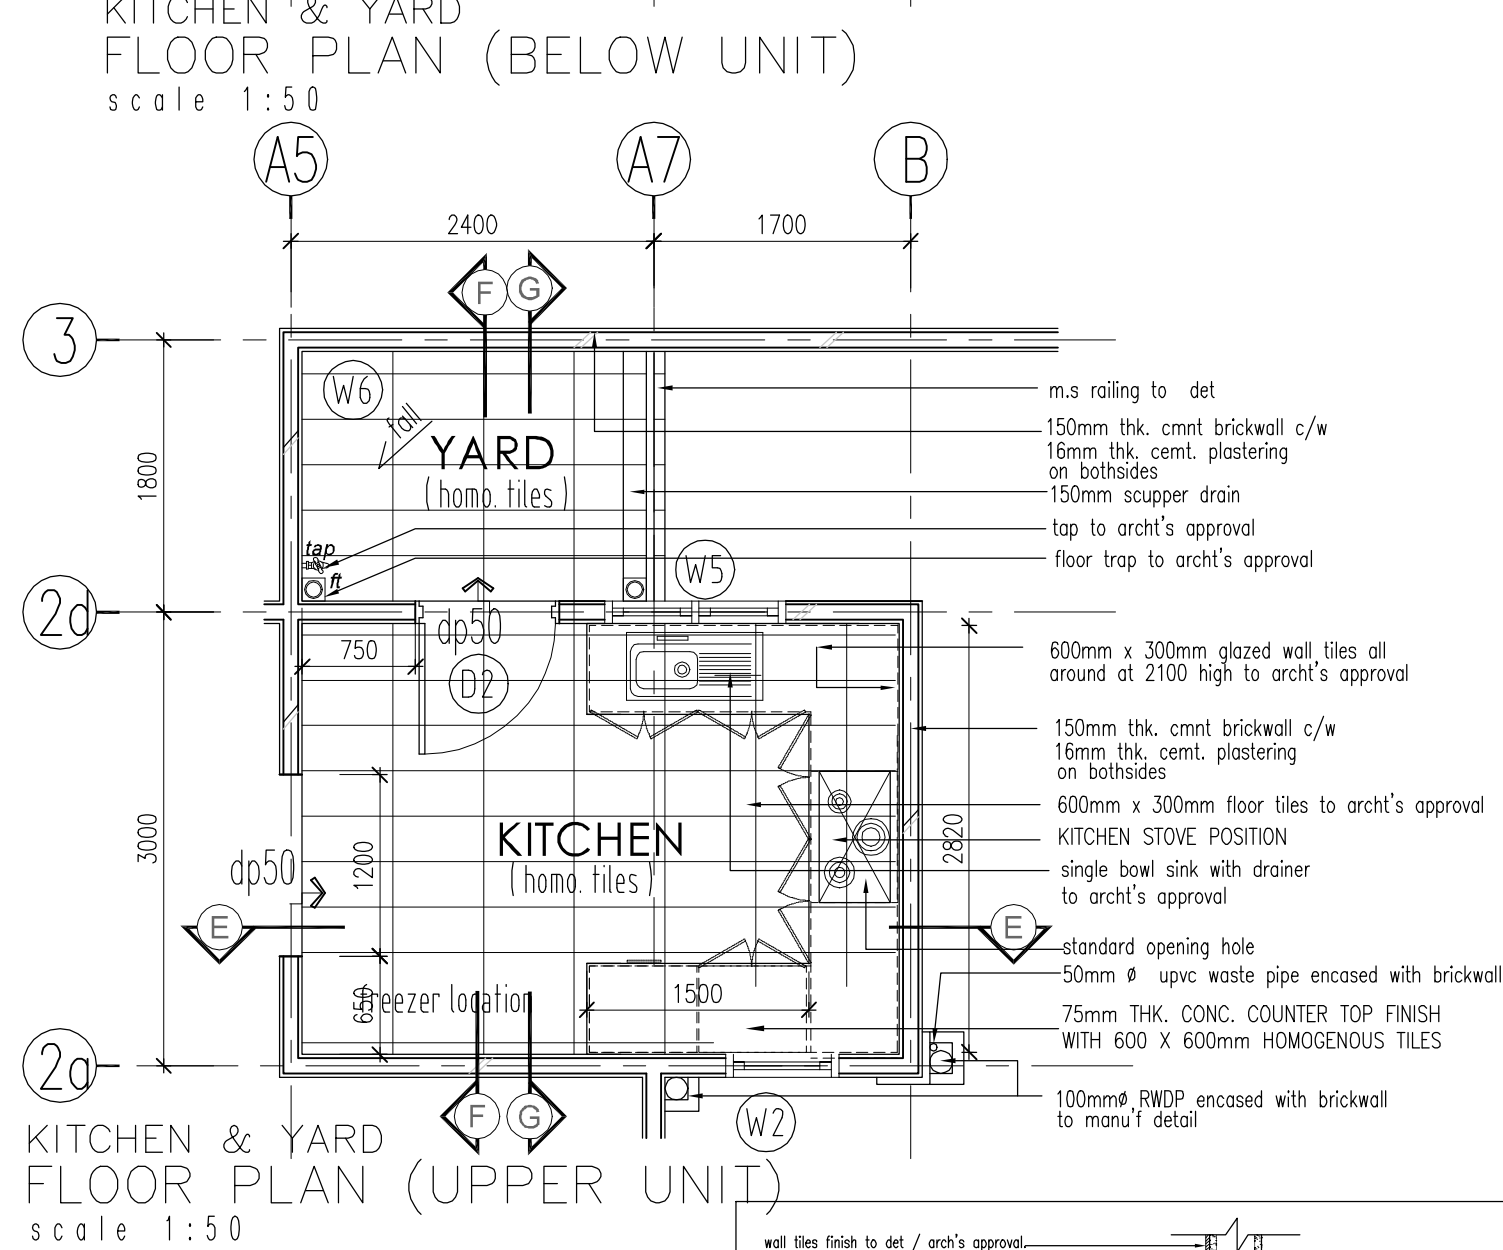 KITCHEN & YARD
FLOOR PLAN (BELOW UNIT)
scale 1:50
A5
A7
B
2400
1700
F
G
3
W6
fall
YARD
(homo. tiles)
1800
tap
ft
W5
m.s railing to det
150mm thk. cmnt brickwall c/w
16mm thk. cemt. plastering
on bothsides
150mm scupper drain
tap to archt's approval
floor trap to archt's approval
2d
dp50
750
D2
600mm x 300mm glazed wall tiles all
around at 2100 high to archt's approval
150mm thk. cmnt brickwall c/w
16mm thk. cemt. plastering
on bothsides
600mm x 300mm floor tiles to archt's approval
KITCHEN STOVE POSITION
single bowl sink with drainer
to archt's approval
standard opening hole
50mm ø upvc waste pipe encased with brickwall
75mm THK. CONC. COUNTER TOP FINISH
WITH 600 X 600mm HOMOGENOUS TILES
100mmø RWDP encased with brickwall
to manu'f detail
3000
KITCHEN
(homo. tiles)
1200
2820
dp50
E
E
650
freezer location
1500
2a
F
G
W2
KITCHEN & YARD
FLOOR PLAN (UPPER UNIT)
scale 1:50
wall tiles finish to det / arch's approval.